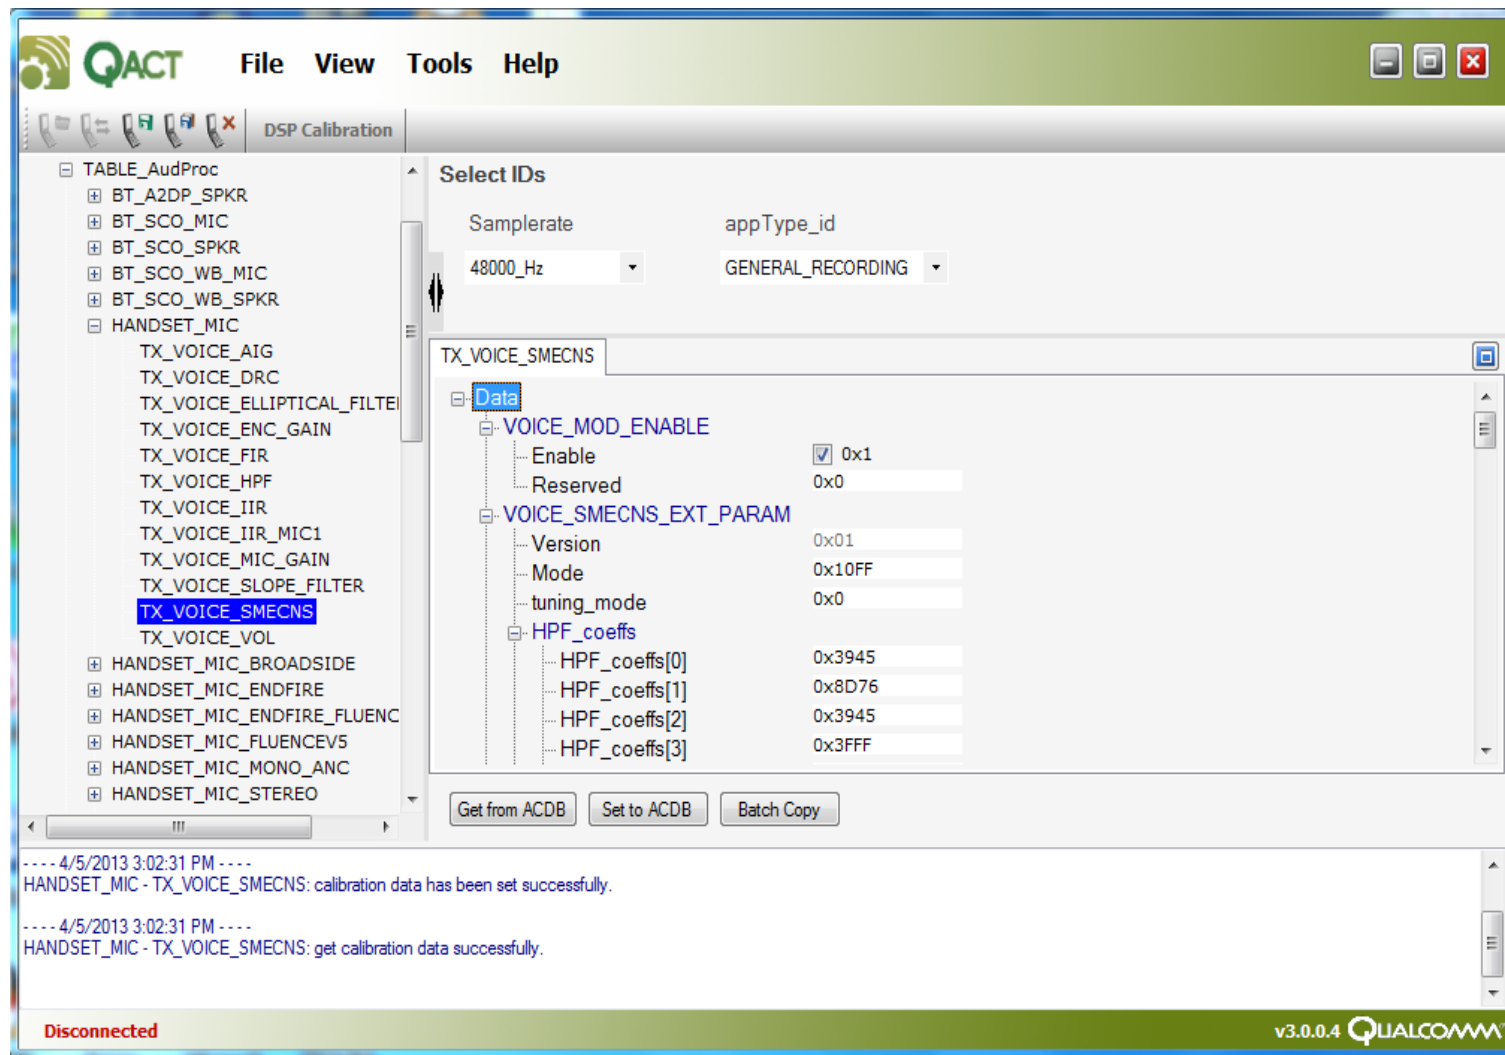 QACT File View Tools Help
DSP Calibration
TABLE_AudProc
BT_A2DP_SPKR
BT_SCO_MIC
BT_SCO_SPKR
BT_SCO_WB_MIC
BT_SCO_WB_SPKR
HANDSET_MIC
TX_VOICE_AIG
TX_VOICE_DRC
TX_VOICE_ELLIPTICAL_FILTE
TX_VOICE_ENC_GAIN
TX_VOICE_FIR
TX_VOICE_HPF
TX_VOICE_IIR
TX_VOICE_IIR_MIC1
TX_VOICE_MIC_GAIN
TX_VOICE_SLOPE_FILTER
TX_VOICE_SMECNS
TX_VOICE_VOL
HANDSET_MIC_BROADSIDE
HANDSET_MIC_ENDFIRE
HANDSET_MIC_ENDFIRE_FLUENC
HANDSET_MIC_FLUENCEV5
HANDSET_MIC_MONO_ANC
HANDSET_MIC_STEREO
Select IDs
Samplerate appType_id
48000_Hz GENERAL_RECORDING
TX_VOICE_SMECNS
Data
VOICE_MOD_ENABLE
Enable 0x1
Reserved 0x0
VOICE_SMECNS_EXT_PARAM
Version 0x01
Mode 0x10FF
tuning_mode 0x0
HPF_coeffs
HPF_coeffs[0] 0x3945
HPF_coeffs[1] 0x8D76
HPF_coeffs[2] 0x3945
HPF_coeffs[3] 0x3FFF
Get from ACDB Set to ACDB Batch Copy
- - - - 4/5/2013 3:02:31 PM - - - -
HANDSET_MIC - TX_VOICE_SMECNS: calibration data has been set successfully.
- - - - 4/5/2013 3:02:31 PM - - - -
HANDSET_MIC - TX_VOICE_SMECNS: get calibration data successfully.
Disconnected v3.0.0.4 QUALCOMM